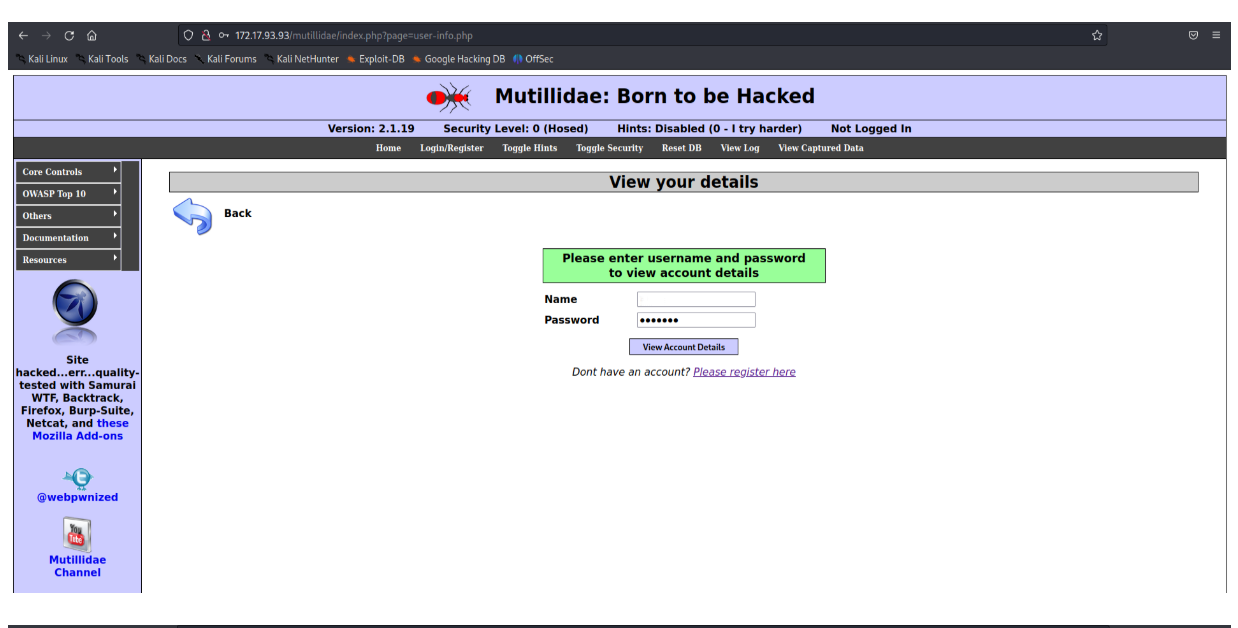 172.17.93.93/mutillidae/index.php?page=user-info.php
Kali Linux Kali Tools Kali Docs Kali Forums Kali NetHunter Exploit-DB Google Hacking DB OffSec
Mutillidae: Born to be Hacked
Version: 2.1.19 Security Level: 0 (Hosed) Hints: Disabled (0 - I try harder) Not Logged In
Home Login/Register Toggle Hints Toggle Security Reset DB View Log View Captured Data
Core Controls
OWASP Top 10
Others
Documentation
Resources
Site
hacked...err...quality-
tested with Samurai
WTF, Backtrack,
Firefox, Burp-Suite,
Netcat, and these
Mozilla Add-ons
@webpwnized
You
Tube
Mutillidae
Channel
View your details
Back
Please enter username and password
to view account details
Name
Password •••••••
View Account Details
Dont have an account? Please register here